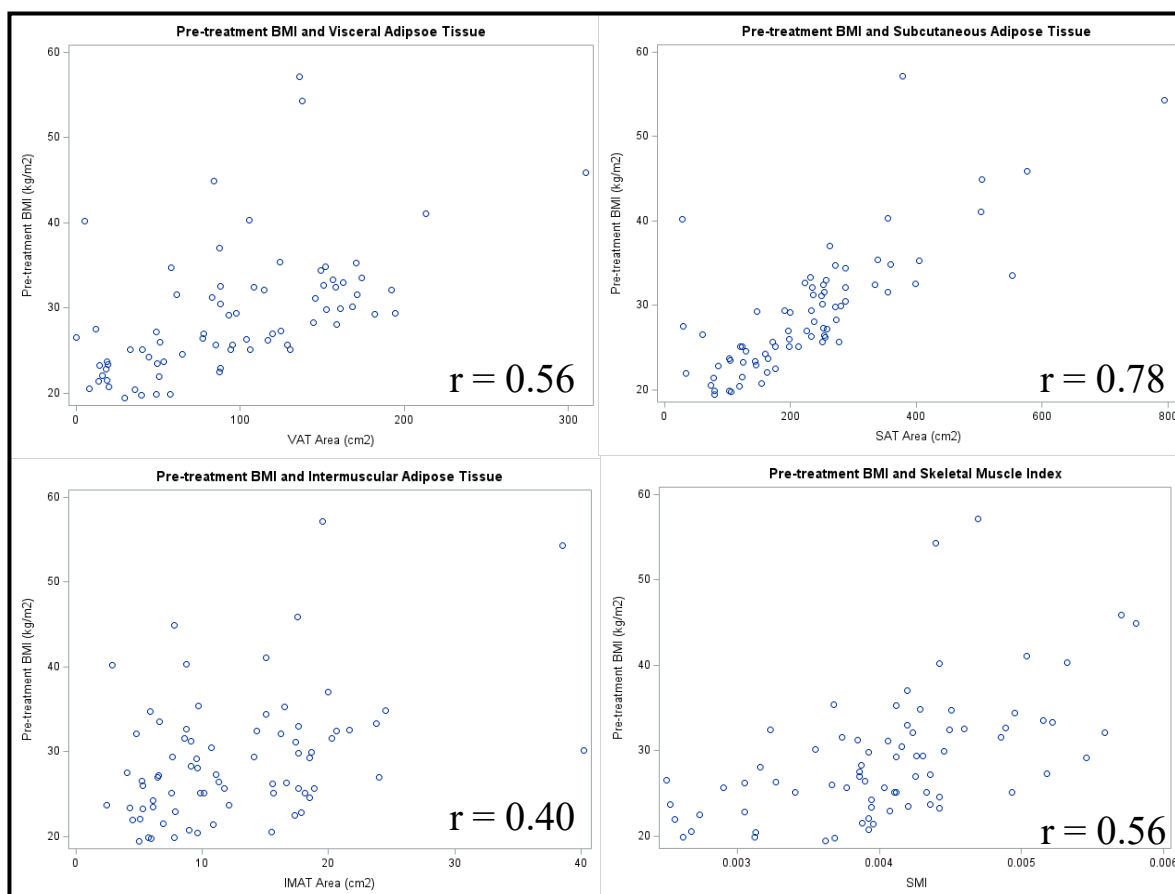 Pre-treatment BMI and Visceral Adipsoe Tissue
Pre-treatment BMI (kg/m2)
60
50
40
30
20
0
100
200
300
VAT Area (cm2)
r = 0.56
Pre-treatment BMI and Subcutaneous Adipose Tissue
Pre-treatment BMI (kg/m2)
60
50
40
30
20
0
200
400
600
800
SAT Area (cm2)
r = 0.78
Pre-treatment BMI and Intermuscular Adipose Tissue
Pre-treatment BMI (kg/m2)
60
50
40
30
20
0
10
20
30
40
IMAT Area (cm2)
r = 0.40
Pre-treatment BMI and Skeletal Muscle Index
Pre-treatment BMI (kg/m2)
60
50
40
30
20
0.003
0.004
0.005
0.006
SMI
r = 0.56